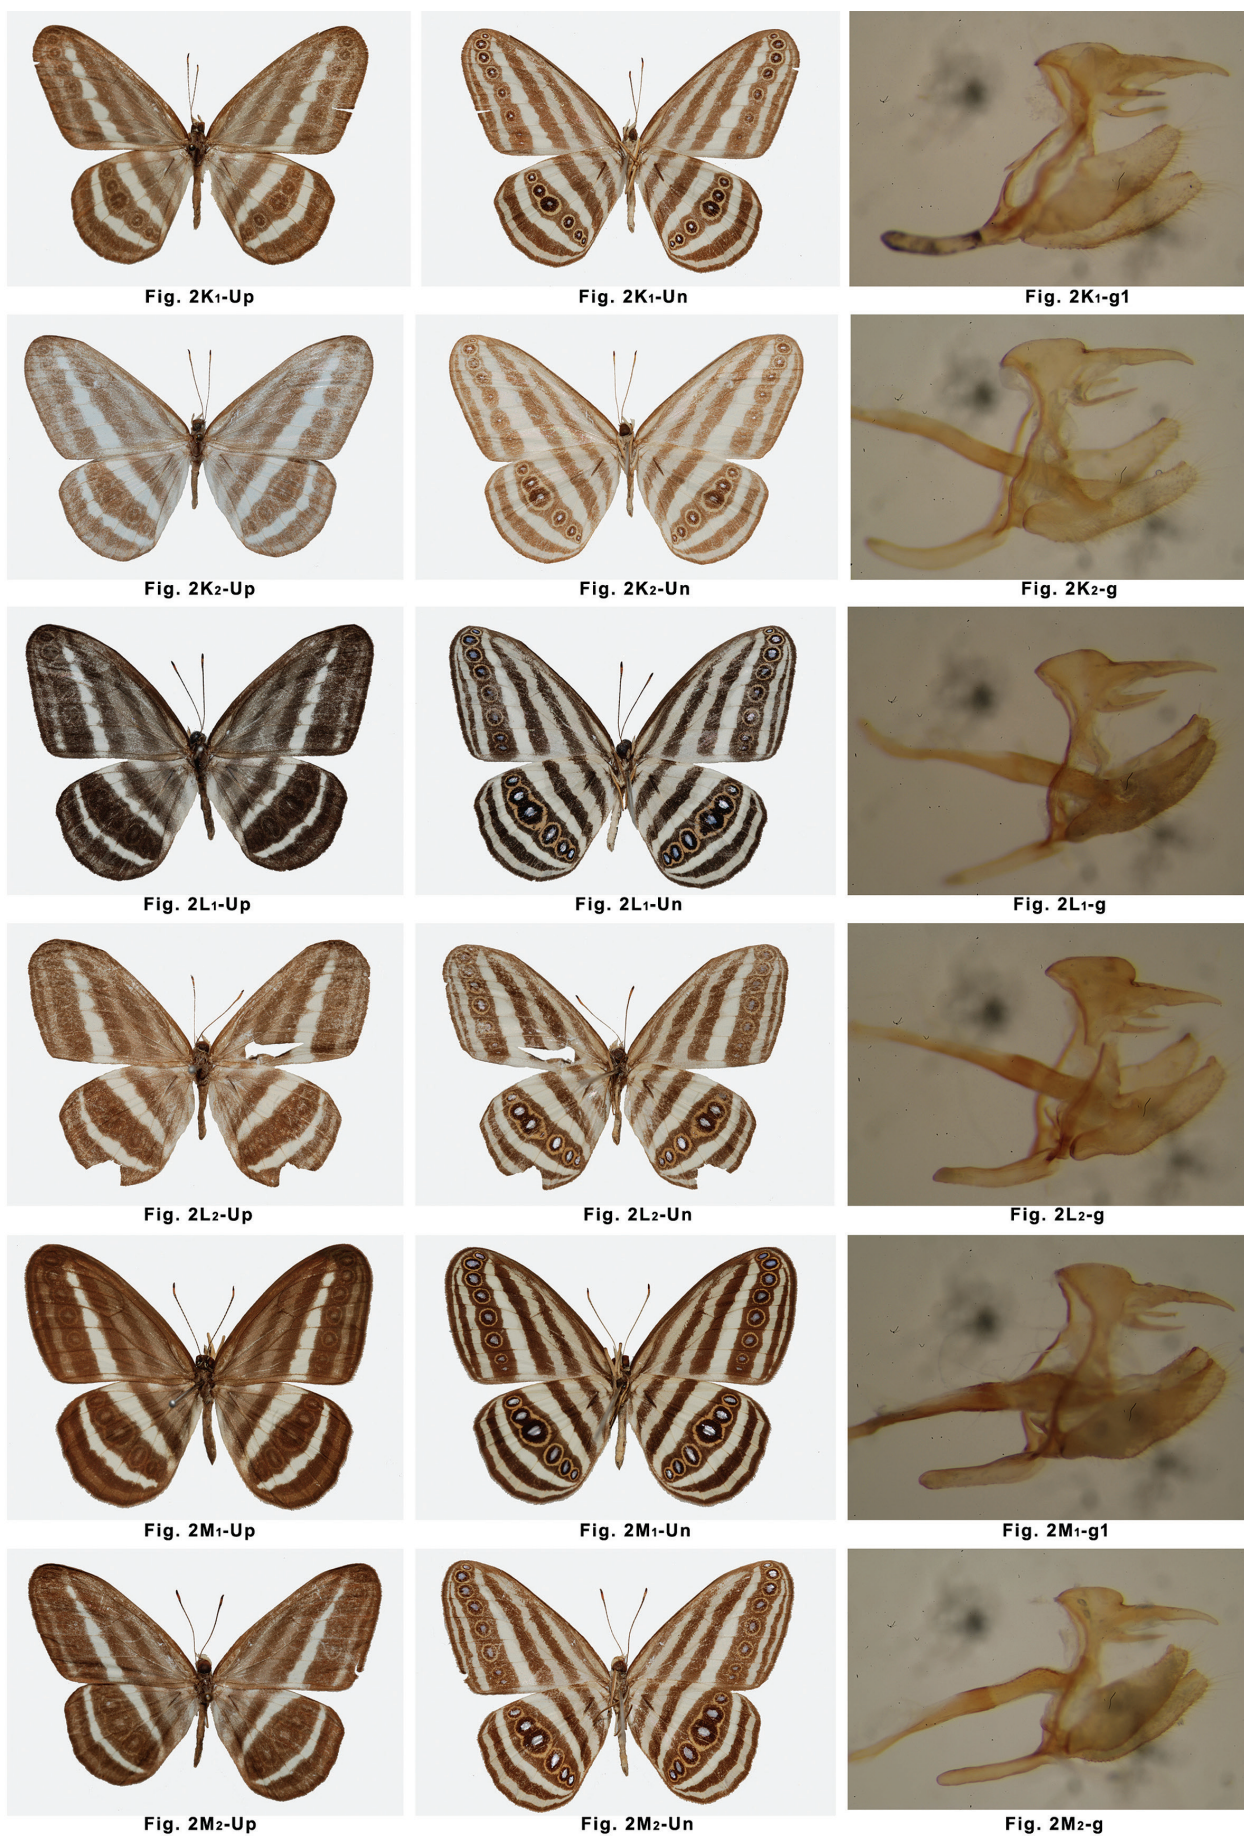 Fig. 2K1-Up
Fig. 2K1-Un
Fig. 2K1-g1
Fig. 2K2-Up
Fig. 2K2-Un
Fig. 2K2-g
Fig. 2L1-Up
Fig. 2L1-Un
Fig. 2L1-g
Fig. 2L2-Up
Fig. 2L2-Un
Fig. 2L2-g
Fig. 2M1-Up
Fig. 2M1-Un
Fig. 2M1-g1
Fig. 2M2-Up
Fig. 2M2-Un
Fig. 2M2-g